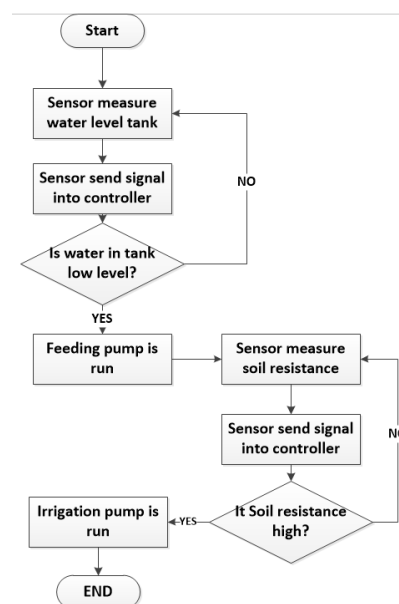 Start
Sensor measure
water level tank
Sensor send signal
into controller
NO
Is water in tank
low level?
YES
Feeding pump is
run
Sensor measure
soil resistance
Sensor send signal
into controller
NO
It Soil resistance
high?
YES
Irrigation pump is
run
END